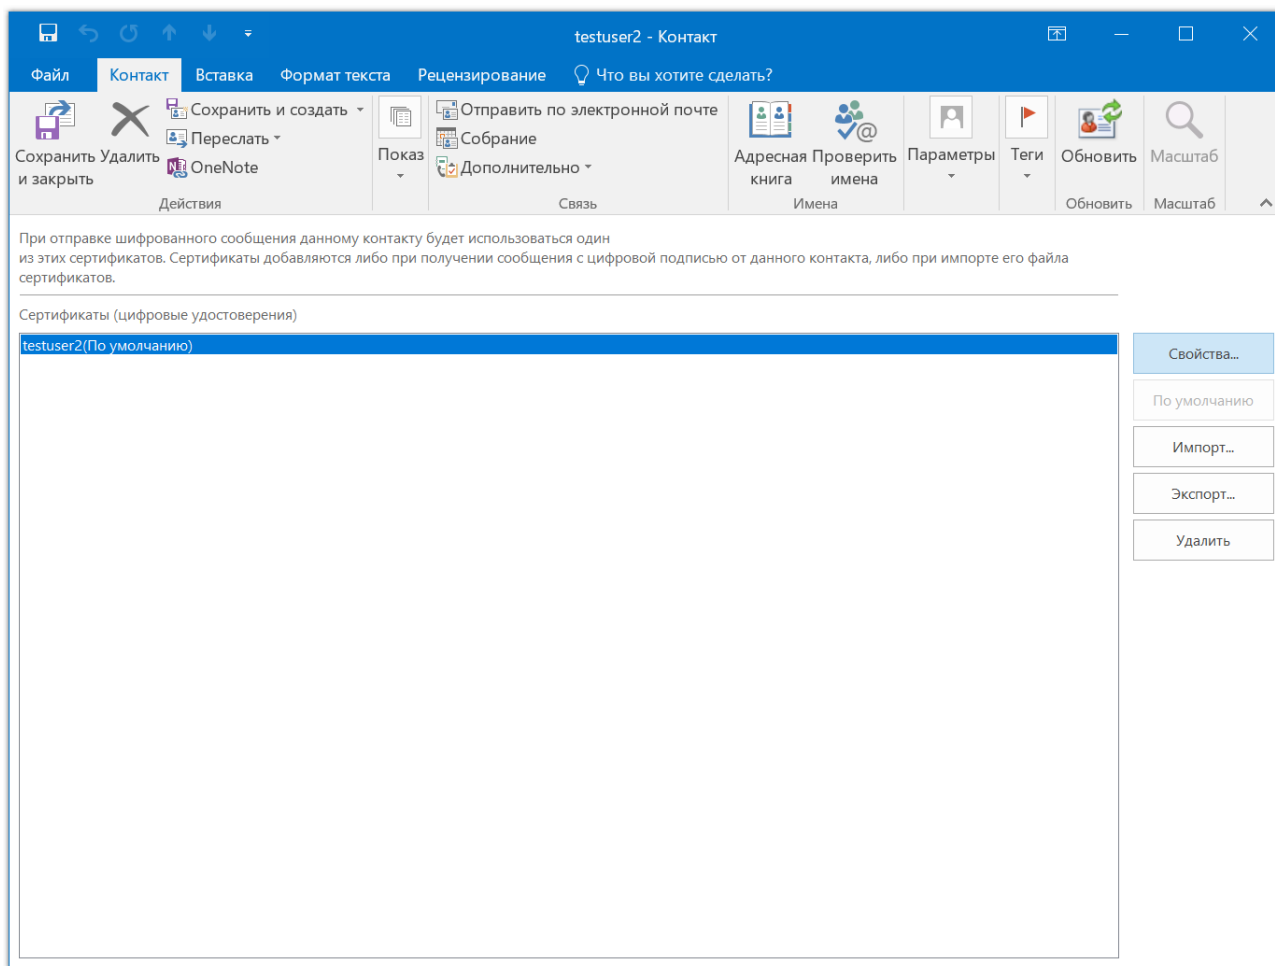 testuser2 - Контакт
Файл Контакт Вставка Формат текста Рецензирование Что вы хотите сделать?
Сохранить и закрыть
Удалить
Сохранить и создать
Переслать
OneNote
Действия
Показ
Отправить по электронной почте
Собрание
Дополнительно
Связь
Адресная книга
Проверить имена
Имена
Параметры
Теги
Обновить
Обновить
Масштаб
Масштаб
При отправке шифрованного сообщения данному контакту будет использоваться один
из этих сертификатов. Сертификаты добавляются либо при получении сообщения с цифровой подписью от данного контакта, либо при импорте его файла
сертификатов.
Сертификаты (цифровые удостоверения)
testuser2(По умолчанию)
Свойства...
По умолчанию
Импорт...
Экспорт...
Удалить